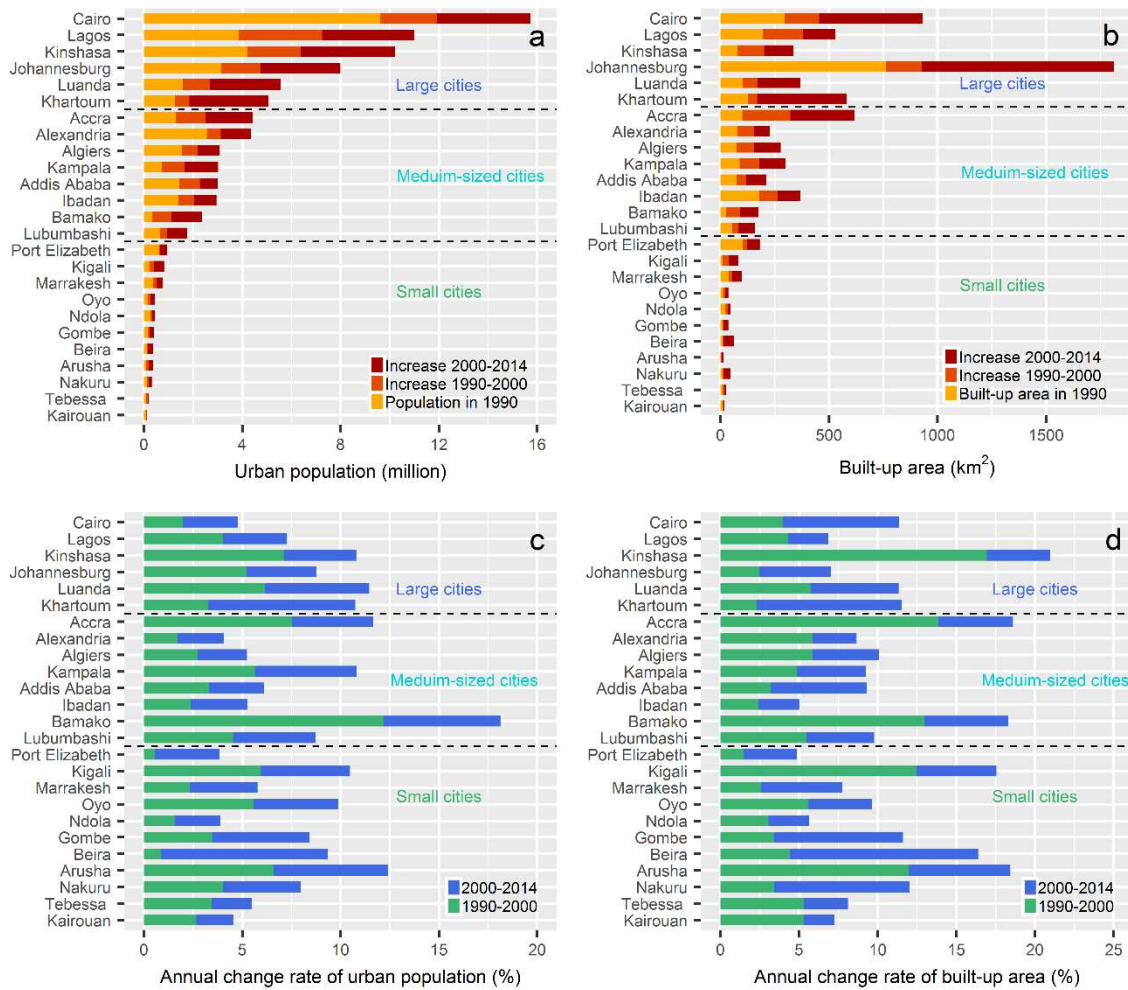 a
Cairo
Lagos
Kinshasa
Johannesburg
Luanda
Khartoum
Accra
Alexandria
Algiers
Kampala
Addis Ababa
Ibadan
Bamako
Lubumbashi
Port Elizabeth
Kigali
Marrakesh
Oyo
Ndola
Gombe
Beira
Arusha
Nakuru
Tebessa
Kairouan
Large cities
Meduim-sized cities
Small cities
Increase 2000-2014
Increase 1990-2000
Population in 1990
0 4 8 12 16
Urban population (million)
b
Cairo
Lagos
Kinshasa
Johannesburg
Luanda
Khartoum
Accra
Alexandria
Algiers
Kampala
Addis Ababa
Ibadan
Bamako
Lubumbashi
Port Elizabeth
Kigali
Marrakesh
Oyo
Ndola
Gombe
Beira
Arusha
Nakuru
Tebessa
Kairouan
Large cities
Meduim-sized cities
Small cities
Increase 2000-2014
Increase 1990-2000
Built-up area in 1990
0 500 1000 1500
Built-up area (km²)
c
Cairo
Lagos
Kinshasa
Johannesburg
Luanda
Khartoum
Accra
Alexandria
Algiers
Kampala
Addis Ababa
Ibadan
Bamako
Lubumbashi
Port Elizabeth
Kigali
Marrakesh
Oyo
Ndola
Gombe
Beira
Arusha
Nakuru
Tebessa
Kairouan
Large cities
Meduim-sized cities
Small cities
2000-2014
1990-2000
0 5 10 15 20
Annual change rate of urban population (%)
d
Cairo
Lagos
Kinshasa
Johannesburg
Luanda
Khartoum
Accra
Alexandria
Algiers
Kampala
Addis Ababa
Ibadan
Bamako
Lubumbashi
Port Elizabeth
Kigali
Marrakesh
Oyo
Ndola
Gombe
Beira
Arusha
Nakuru
Tebessa
Kairouan
Large cities
Meduim-sized cities
Small cities
2000-2014
1990-2000
0 5 10 15 20 25
Annual change rate of built-up area (%)